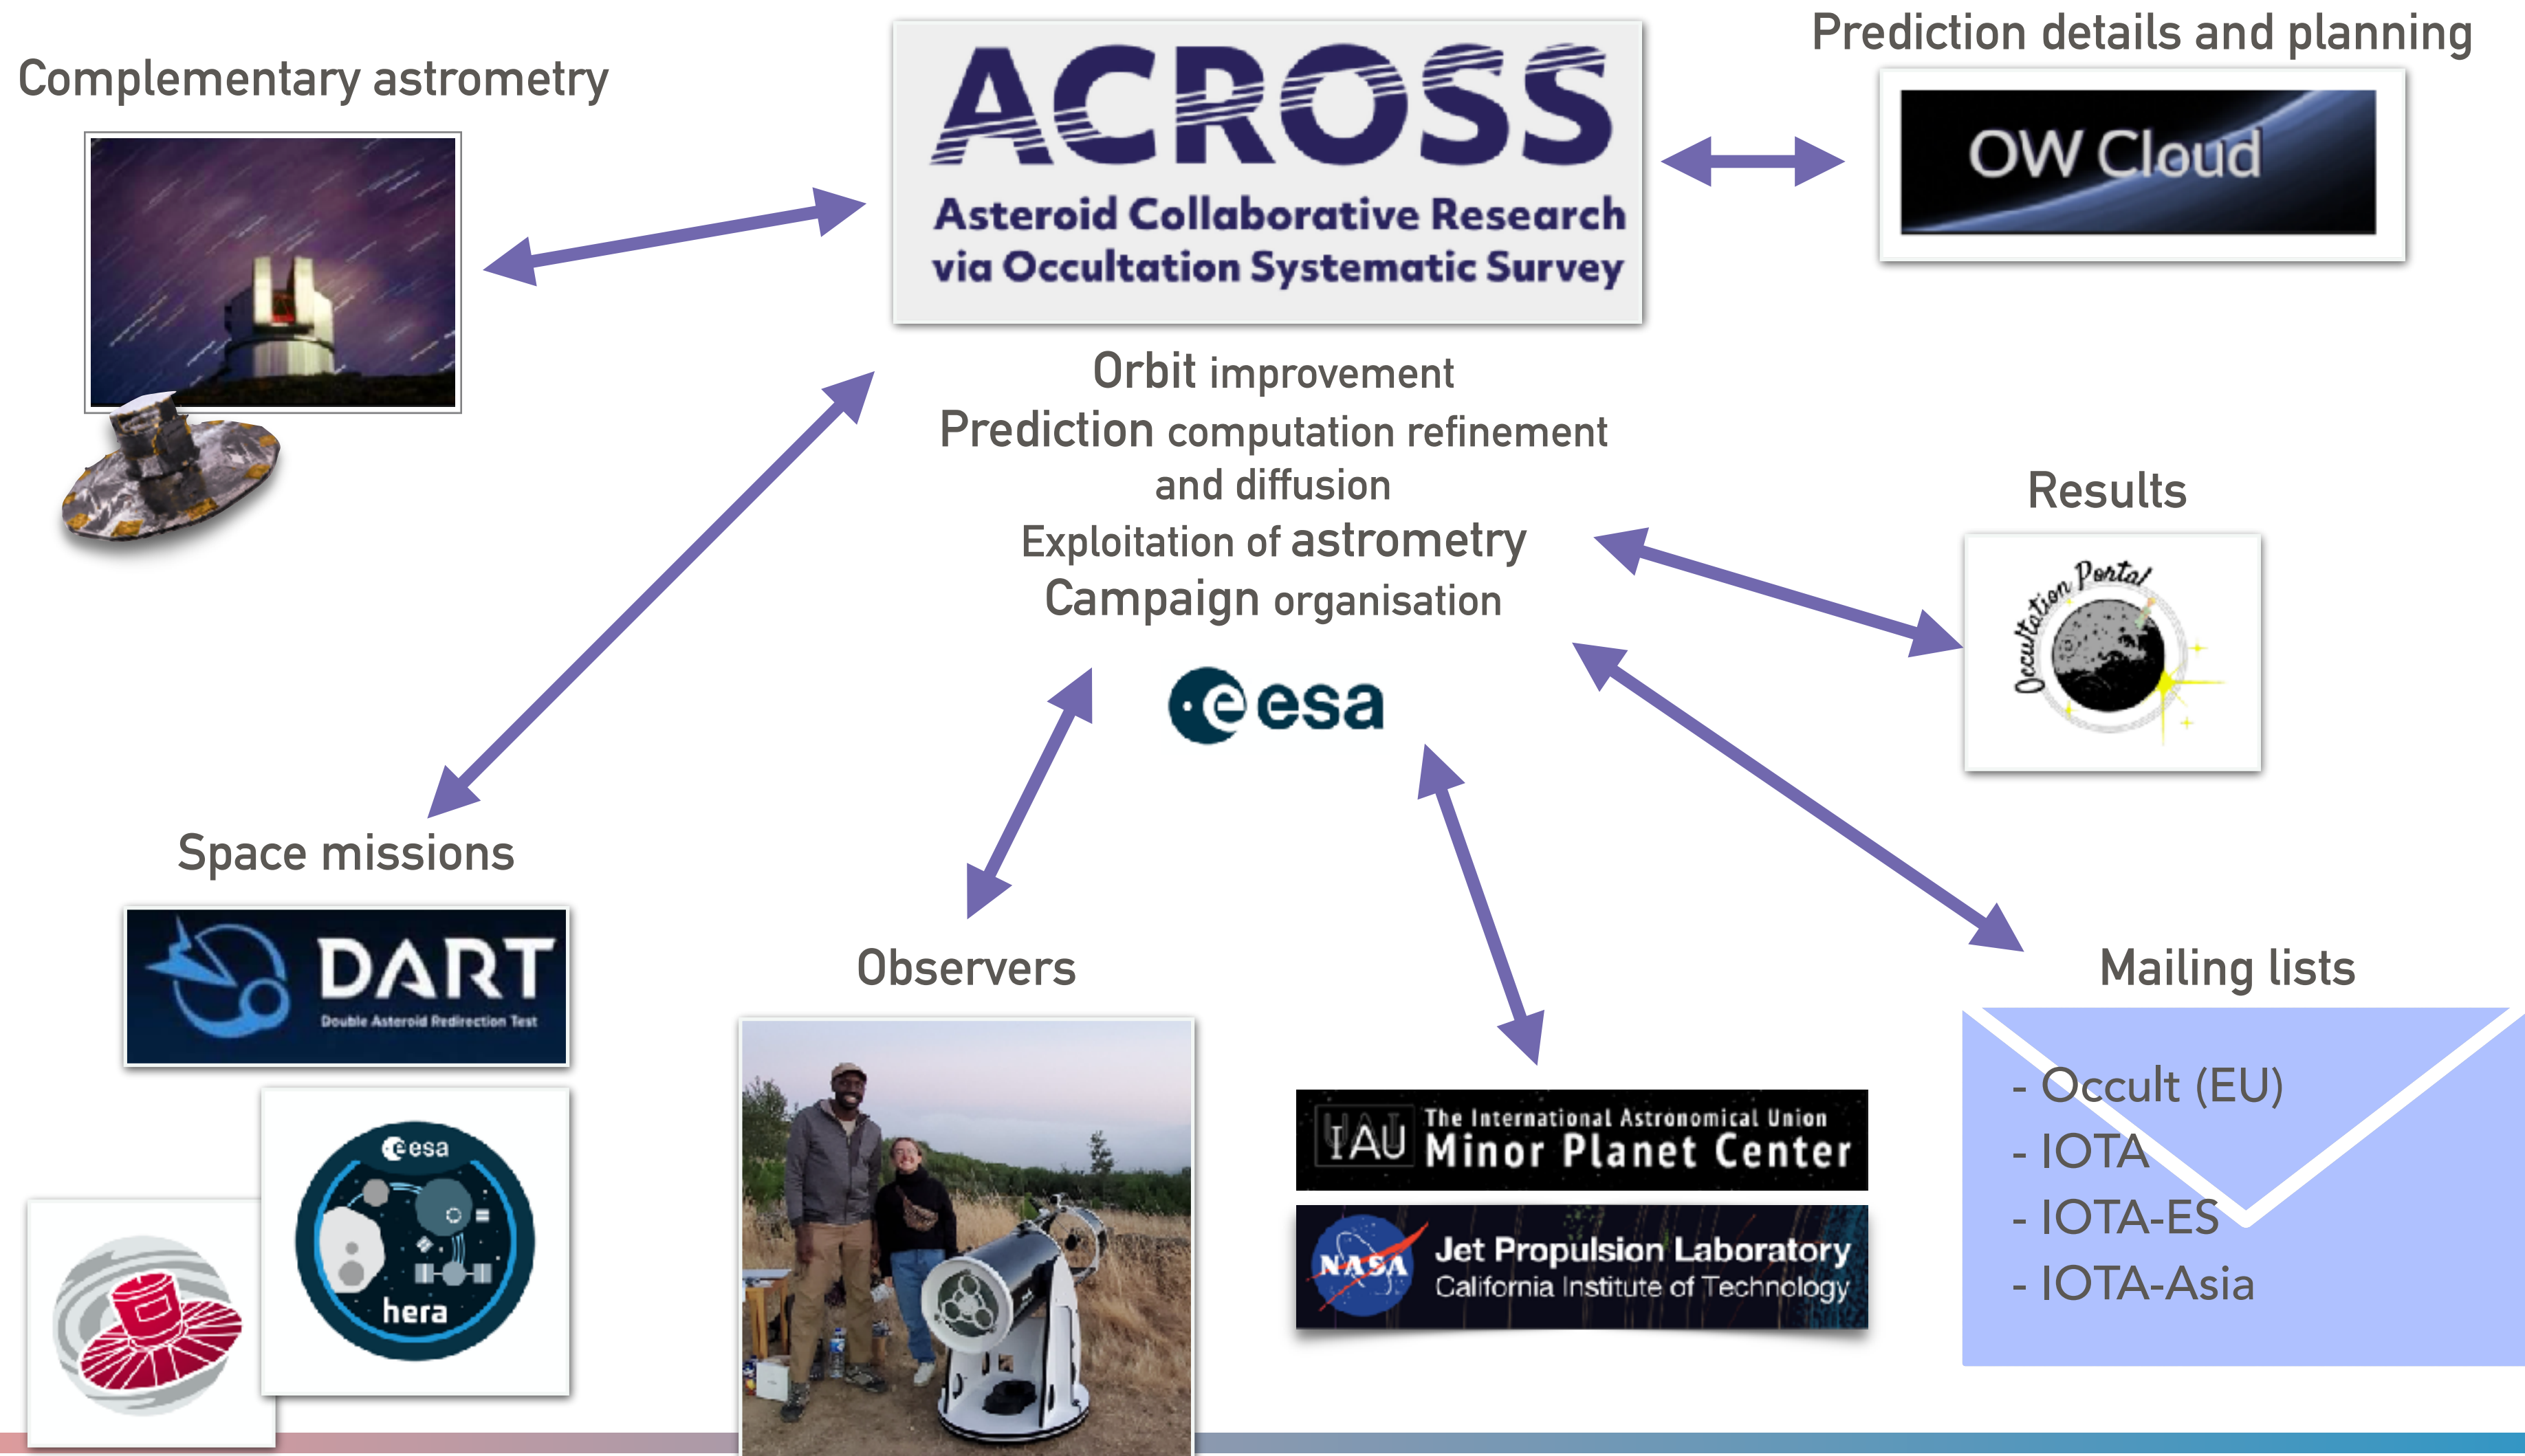 Complementary astrometry
ACROSS
Asteroid Collaborative Research
via Occultation Systematic Survey
Prediction details and planning
OW Cloud
Orbit improvement
Prediction computation refinement
and diffusion
Exploitation of astrometry
Campaign organisation
esa
Results
Occultation Portal
Space missions
DART
Double Asteroid Redirection Test
esa
hera
Observers
IAU
The International Astronomical Union
Minor Planet Center
NASA
Jet Propulsion Laboratory
California Institute of Technology
Mailing lists
- Occult (EU)
- IOTA
- IOTA-ES
- IOTA-Asia